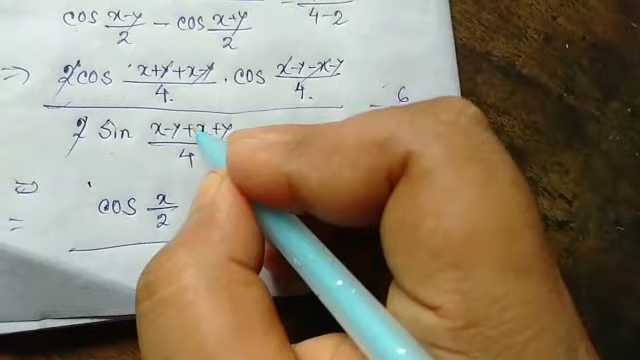 cos (x-y)/2 - cos (x+y)/2 = /(4-2)
=> 2cos (x+y+x-y)/4 . cos (x-y-x-y)/4
6
2 Sin (x-y+x+y)/4
= cos x/2